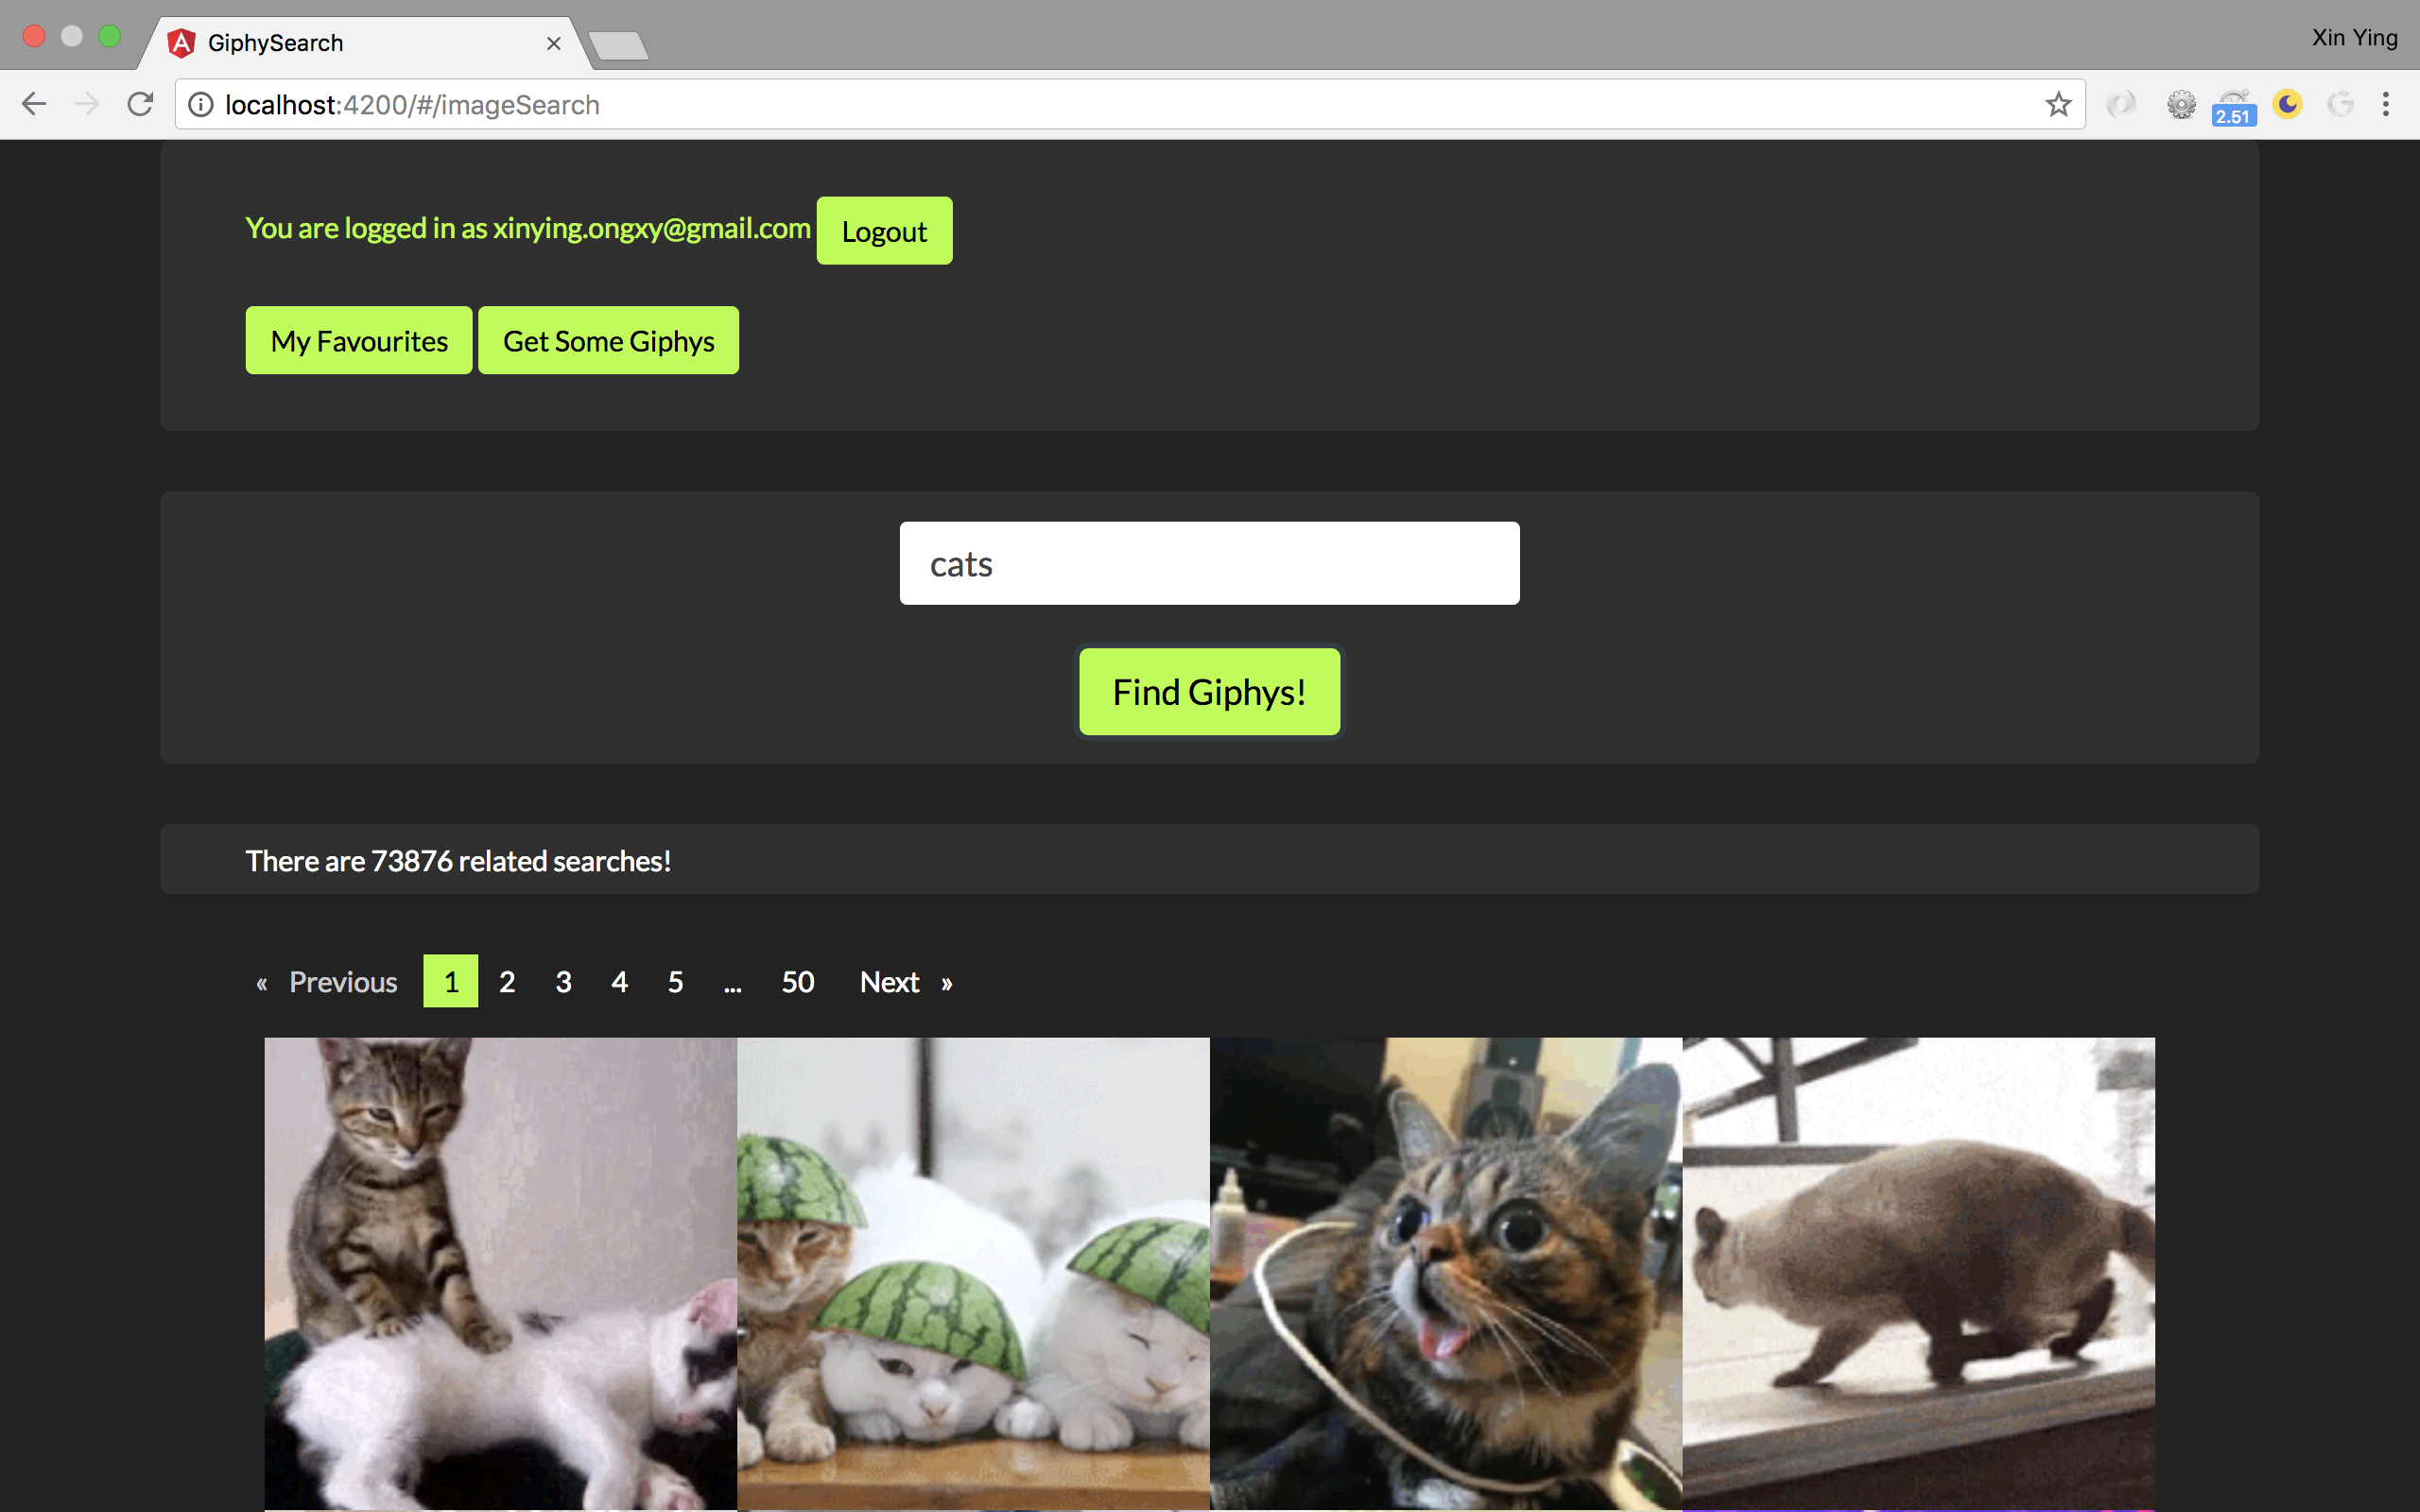 GiphySearch
Xin Ying
localhost:4200/#/imageSearch
2.51
You are logged in as xinying.ongxy@gmail.com Logout
My Favourites Get Some Giphys
cats
Find Giphys!
There are 73876 related searches!
« Previous 1 2 3 4 5 ... 50 Next »